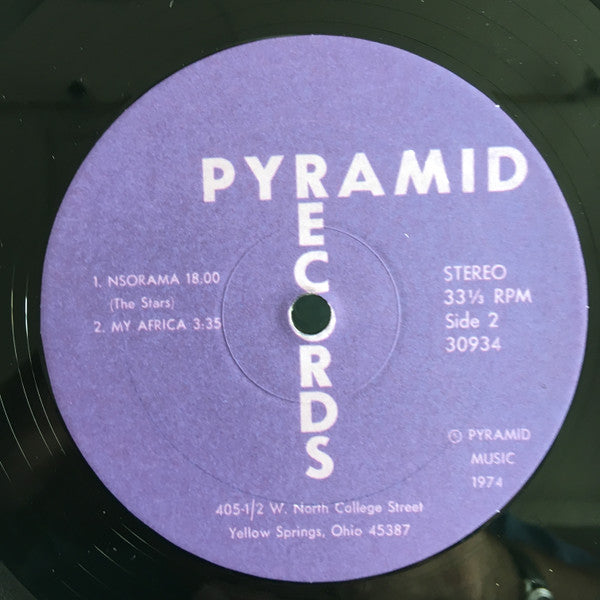 PYRAMID
RECORDS
1. NSORAMA 18.00
(The Stars)
2. MY AFRICA 3:35
STEREO
33⅓ RPM
Side 2
30934
Ⓟ PYRAMID
MUSIC
1974
405-1/2 W. North College Street
Yellow Springs, Ohio 45387